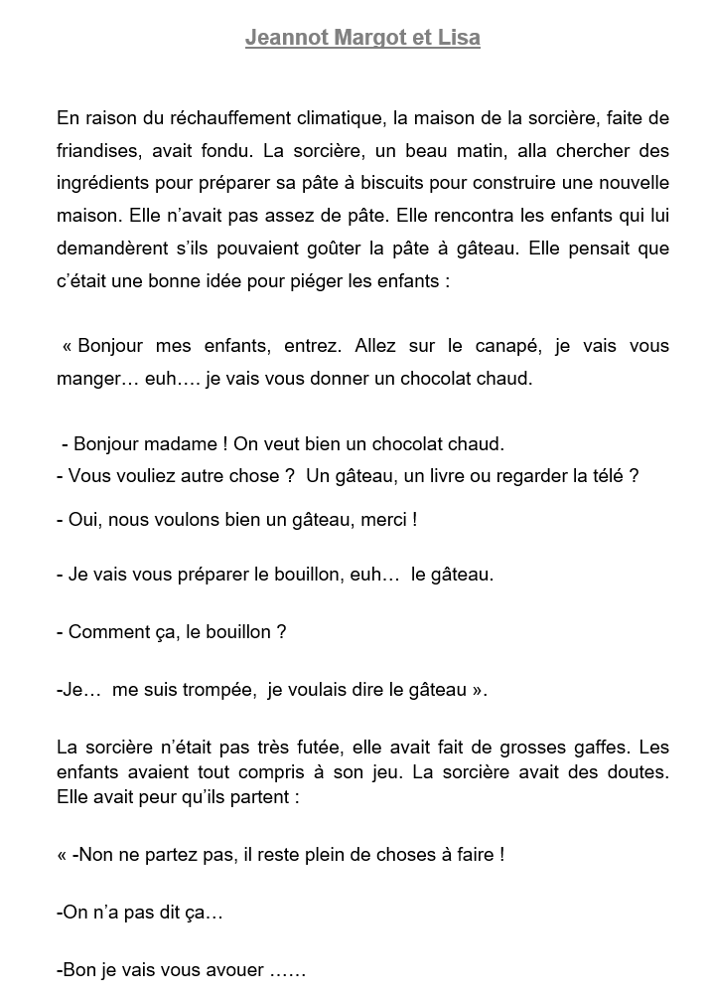 Jeannot Margot et Lisa
En raison du réchauffement climatique, la maison de la sorcière, faite de
friandises, avait fondu. La sorcière, un beau matin, alla chercher des
ingrédients pour préparer sa pâte à biscuits pour construire une nouvelle
maison. Elle n’avait pas assez de pâte. Elle rencontra les enfants qui lui
demandèrent s’ils pouvaient goûter la pâte à gâteau. Elle pensait que
c’était une bonne idée pour piéger les enfants :
« Bonjour mes enfants, entrez. Allez sur le canapé, je vais vous
manger… euh…. je vais vous donner un chocolat chaud.
- Bonjour madame ! On veut bien un chocolat chaud.
- Vous vouliez autre chose ?  Un gâteau, un livre ou regarder la télé ?
- Oui, nous voulons bien un gâteau, merci !
- Je vais vous préparer le bouillon, euh…  le gâteau.
- Comment ça, le bouillon ?
-Je…  me suis trompée,  je voulais dire le gâteau ».
La sorcière n’était pas très futée, elle avait fait de grosses gaffes. Les
enfants avaient tout compris à son jeu. La sorcière avait des doutes.
Elle avait peur qu’ils partent :
« -Non ne partez pas, il reste plein de choses à faire !
-On n’a pas dit ça…
-Bon je vais vous avouer ……